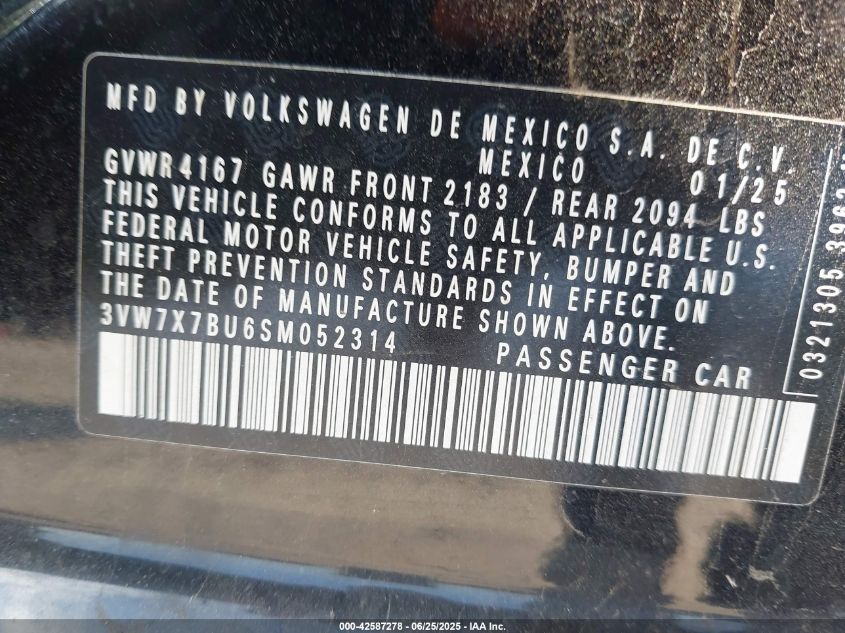 MFD BY VOLKSWAGEN DE MEXICO S.A. DE C.V.
MEXICO 01/25
GVWR 4167 GAWR FRONT 2183 / REAR 2094 LBS
THIS VEHICLE CONFORMS TO ALL APPLICABLE U.S.
FEDERAL MOTOR VEHICLE SAFETY, BUMPER AND
THEFT PREVENTION STANDARDS IN EFFECT ON
THE DATE OF MANUFACTURE SHOWN ABOVE.
3VW7X7BU6SM052314 PASSENGER CAR
0321305 3963
000-42587278 - 06/25/2025 - IAA Inc.